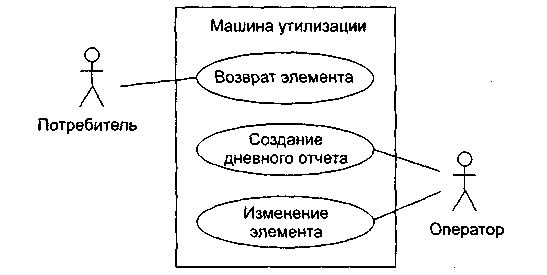 Машина утилизации
Возврат элемента
Потребитель
Создание
дневного отчета
Изменение
элемента
Оператор